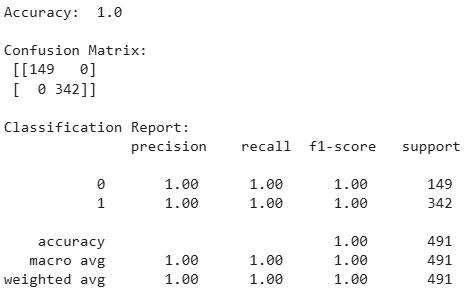 Accuracy:  1.0
Confusion Matrix:
[[149   0]
[  0 342]]
Classification Report:
precision    recall  f1-score   support
0       1.00      1.00      1.00       149
1       1.00      1.00      1.00       342
accuracy                           1.00       491
macro avg       1.00      1.00      1.00       491
weighted avg       1.00      1.00      1.00       491